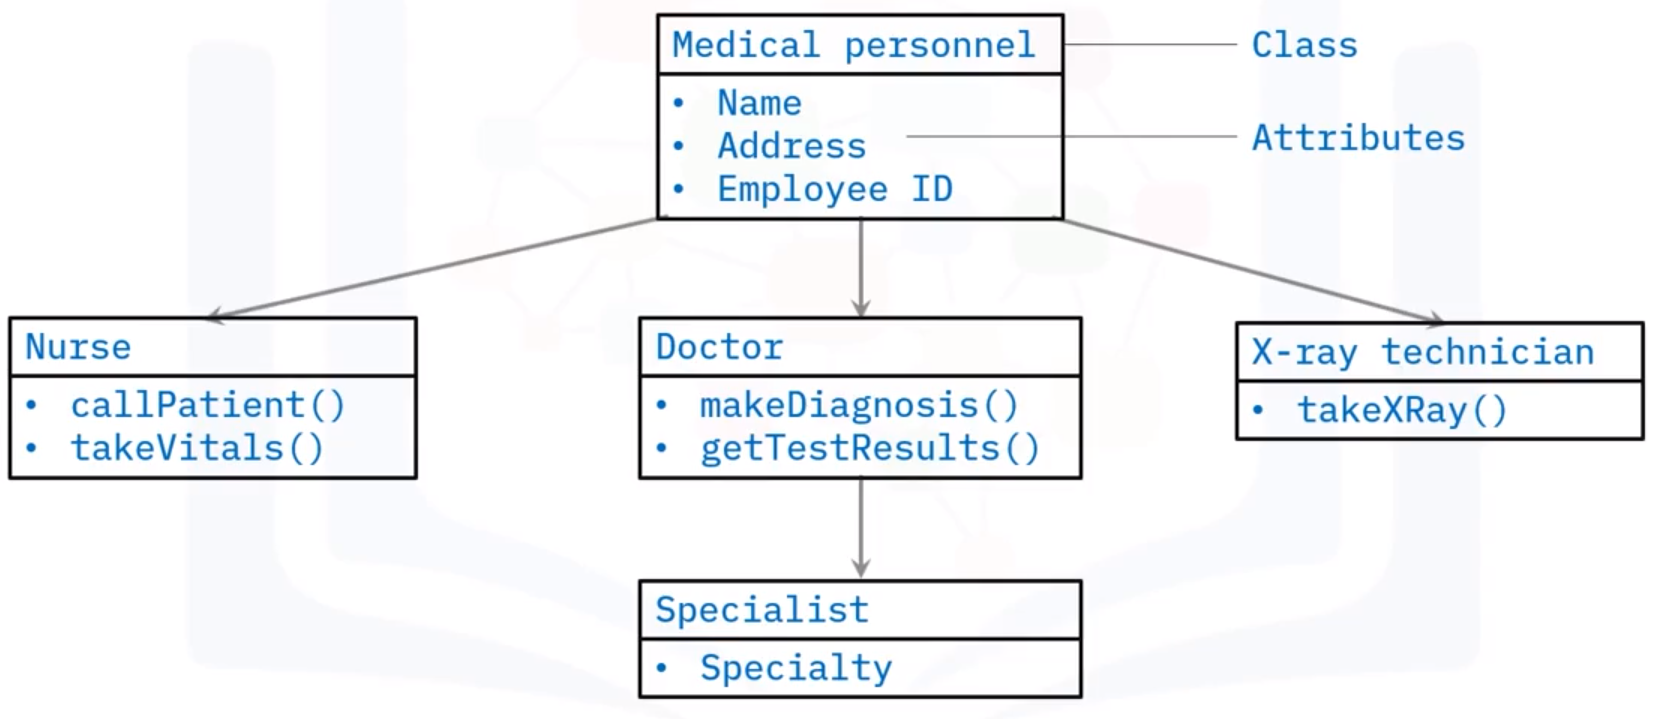 Medical personnel
Class
• Name
• Address
Attributes
• Employee ID
Nurse
• callPatient()
• takeVitals()
Doctor
• makeDiagnosis()
• getTestResults()
X-ray technician
• takeXRay()
Specialist
• Specialty